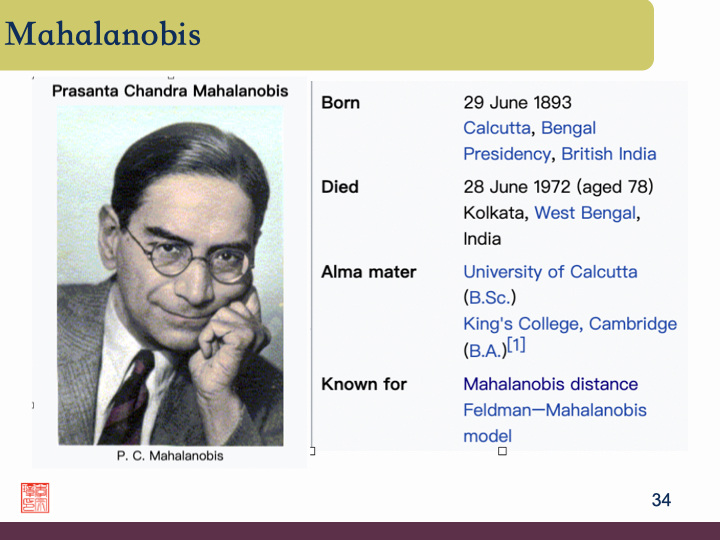 Mahalanobis
Prasanta Chandra Mahalanobis
P. C. Mahalanobis
Born 29 June 1893
Calcutta, Bengal
Presidency, British India
Died 28 June 1972 (aged 78)
Kolkata, West Bengal,
India
Alma mater University of Calcutta
(B.Sc.)
King's College, Cambridge
(B.A.)[1]
Known for Mahalanobis distance
Feldman–Mahalanobis
model
34